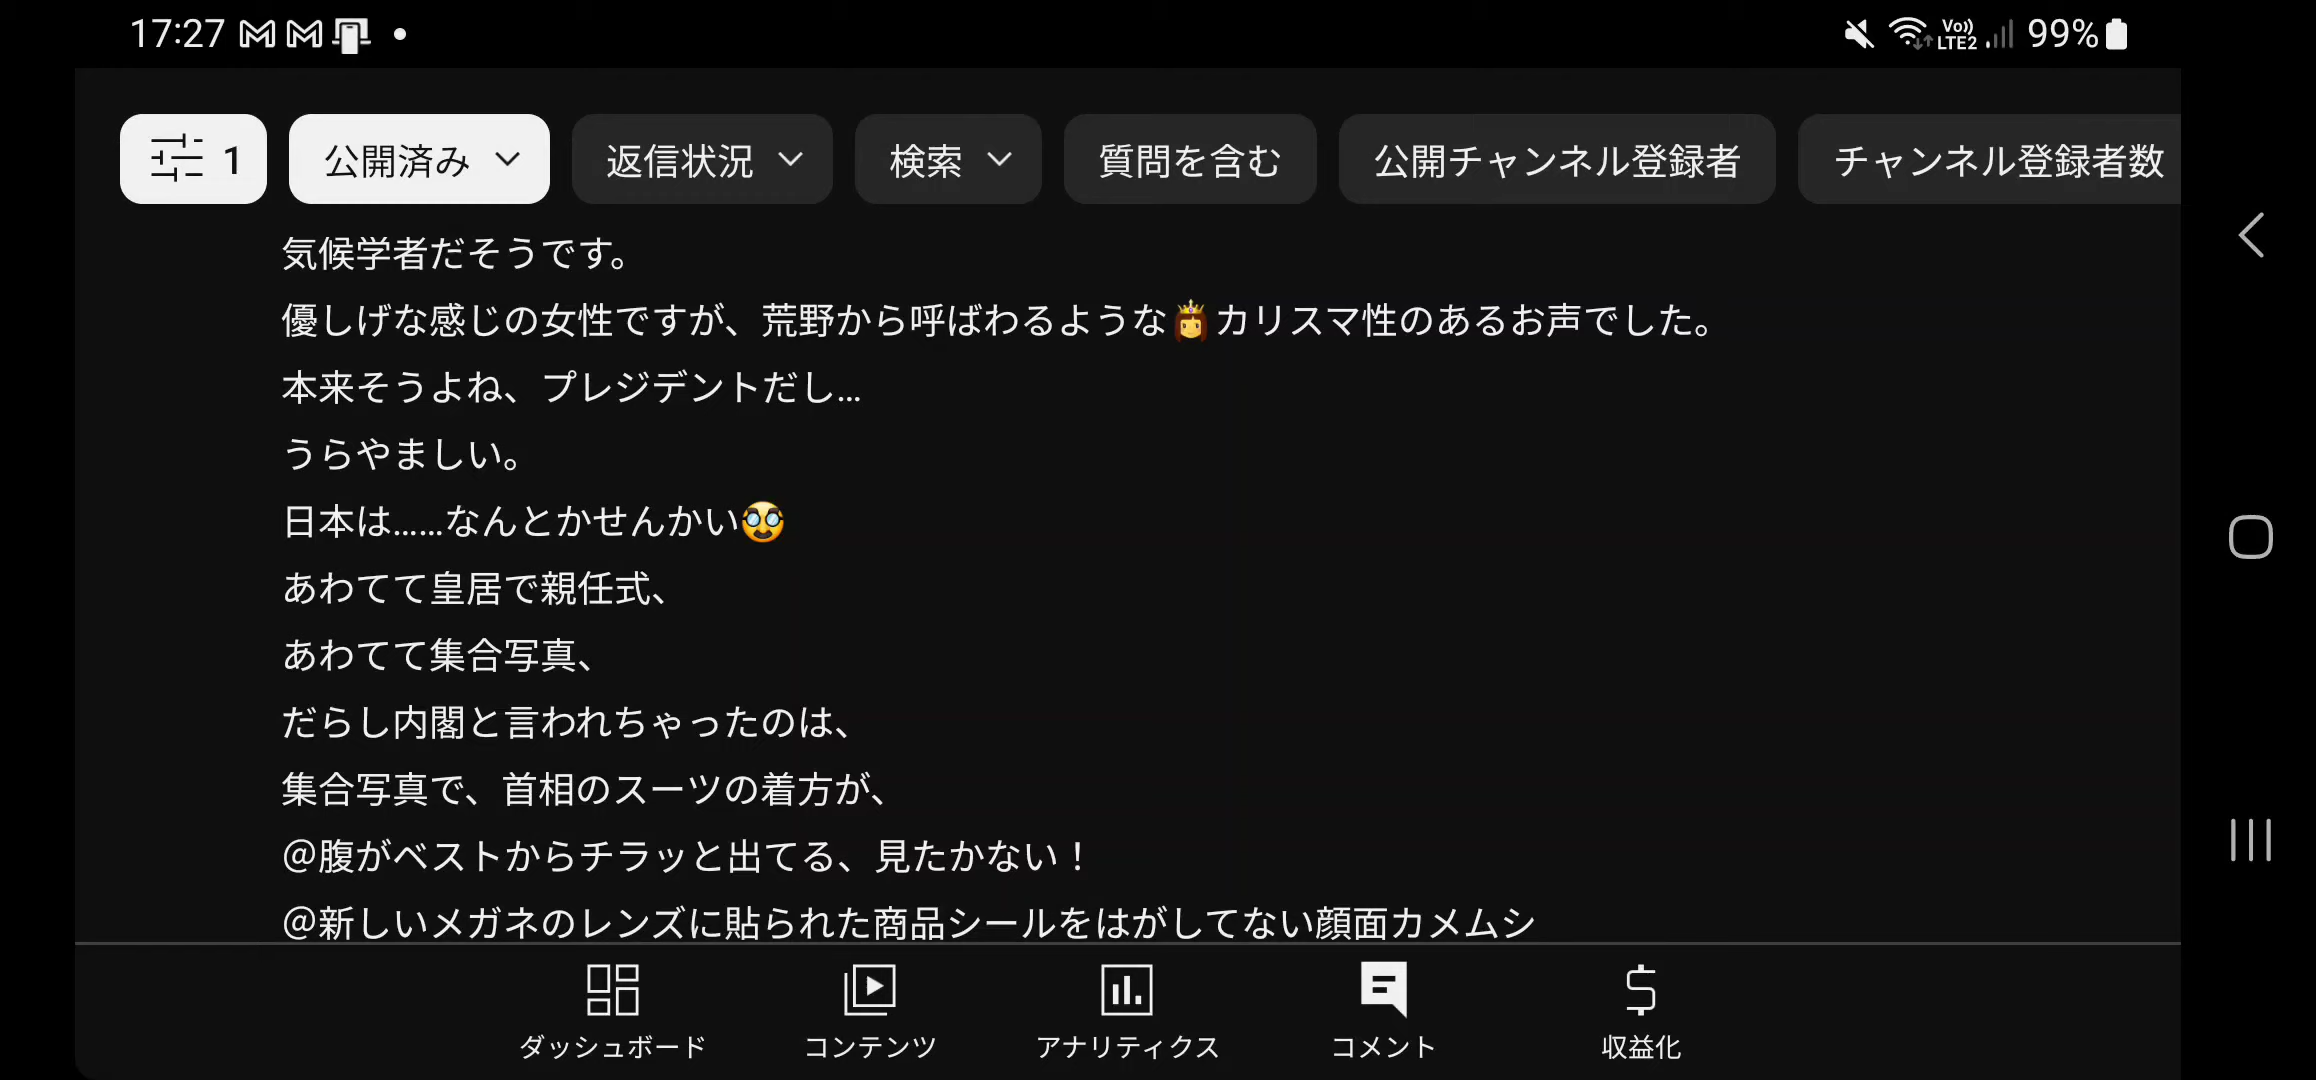 17:27
Vo)) LTE2
99%
1
公開済み
返信状況
検索
質問を含む
公開チャンネル登録者
チャンネル登録者数
気候学者だそうです。
優しげな感じの女性ですが、荒野から呼ばわるような👸カリスマ性のあるお声でした。
本来そうよね、プレジデントだし...
うらやましい。
日本は......なんとかせんかい🥸
あわてて皇居で親任式、
あわてて集合写真、
だらし内閣と言われちゃったのは、
集合写真で、首相のスーツの着方が、
@腹がベストからチラッと出てる、見たかない！
@新しいメガネのレンズに貼られた商品シールをはがしてない顔面カメムシ
ダッシュボード
コンテンツ
アナリティクス
コメント
収益化